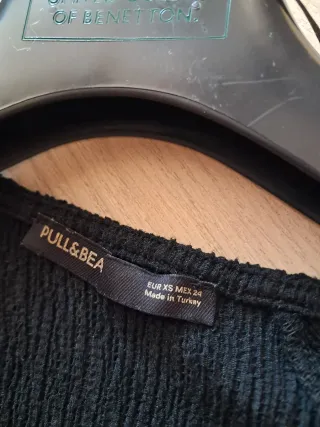 OF BENETTON.
PULL&BEA
EUR XS MEX 24
Made in Turkey